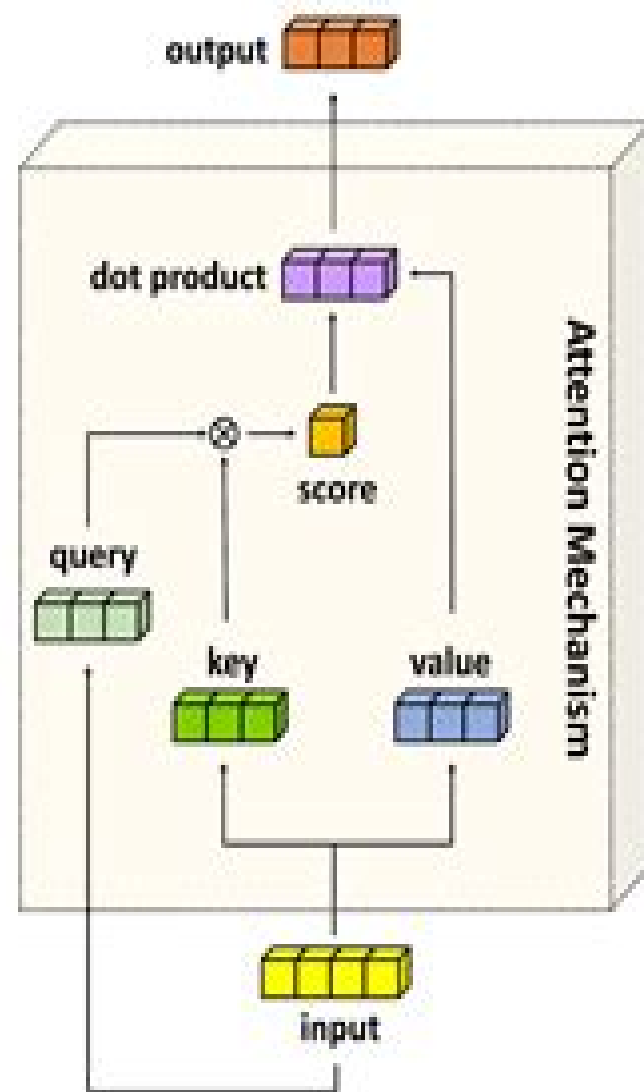 output
dot product
score
query
key
value
Attention Mechanism
input